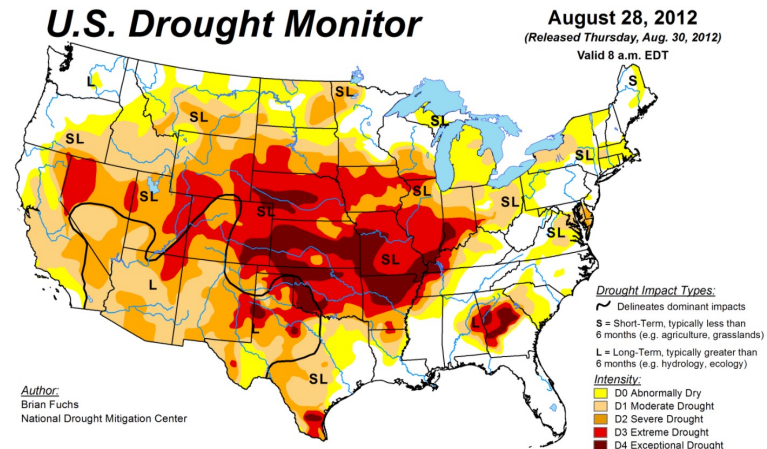 U.S. Drought Monitor
August 28, 2012
(Released Thursday, Aug. 30, 2012)
Valid 8 a.m. EDT
L
SL
SL
S
SL
SL
SL
SL
SL
SL
SL
SL
SL
L
L
L
SL
Drought Impact Types:
Delineates dominant impacts
S = Short-Term, typically less than
6 months (e.g. agriculture, grasslands)
L = Long-Term, typically greater than
6 months (e.g. hydrology, ecology)
Intensity:
D0 Abnormally Dry
D1 Moderate Drought
D2 Severe Drought
D3 Extreme Drought
D4 Exceptional Drought
Author:
Brian Fuchs
National Drought Mitigation Center